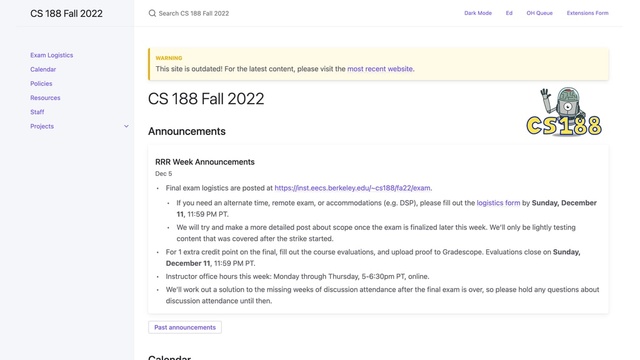 CS 188 Fall 2022
Search CS 188 Fall 2022
Dark Mode
Ed
OH Queue
Extensions Form
Exam Logistics
Calendar
Policies
Resources
Staff
Projects
WARNING
This site is outdated! For the latest content, please visit the most recent website.
CS 188 Fall 2022
CS188
Announcements
RRR Week Announcements
Dec 5
Final exam logistics are posted at https://inst.eecs.berkeley.edu/~cs188/fa22/exam.
If you need an alternate time, remote exam, or accommodations (e.g. DSP), please fill out the logistics form by Sunday, December
11, 11:59 PM PT.
We will try and make a more detailed post about scope once the exam is finalized later this week. We'll only be lightly testing
content that was covered after the strike started.
For 1 extra credit point on the final, fill out the course evaluations, and upload proof to Gradescope. Evaluations close on Sunday,
December 11, 11:59 PM PT.
Instructor office hours this week: Monday through Thursday, 5-6:30pm PT, online.
We'll work out a solution to the missing weeks of discussion attendance after the final exam is over, so please hold any questions about
discussion attendance until then.
Past announcements
Calendar